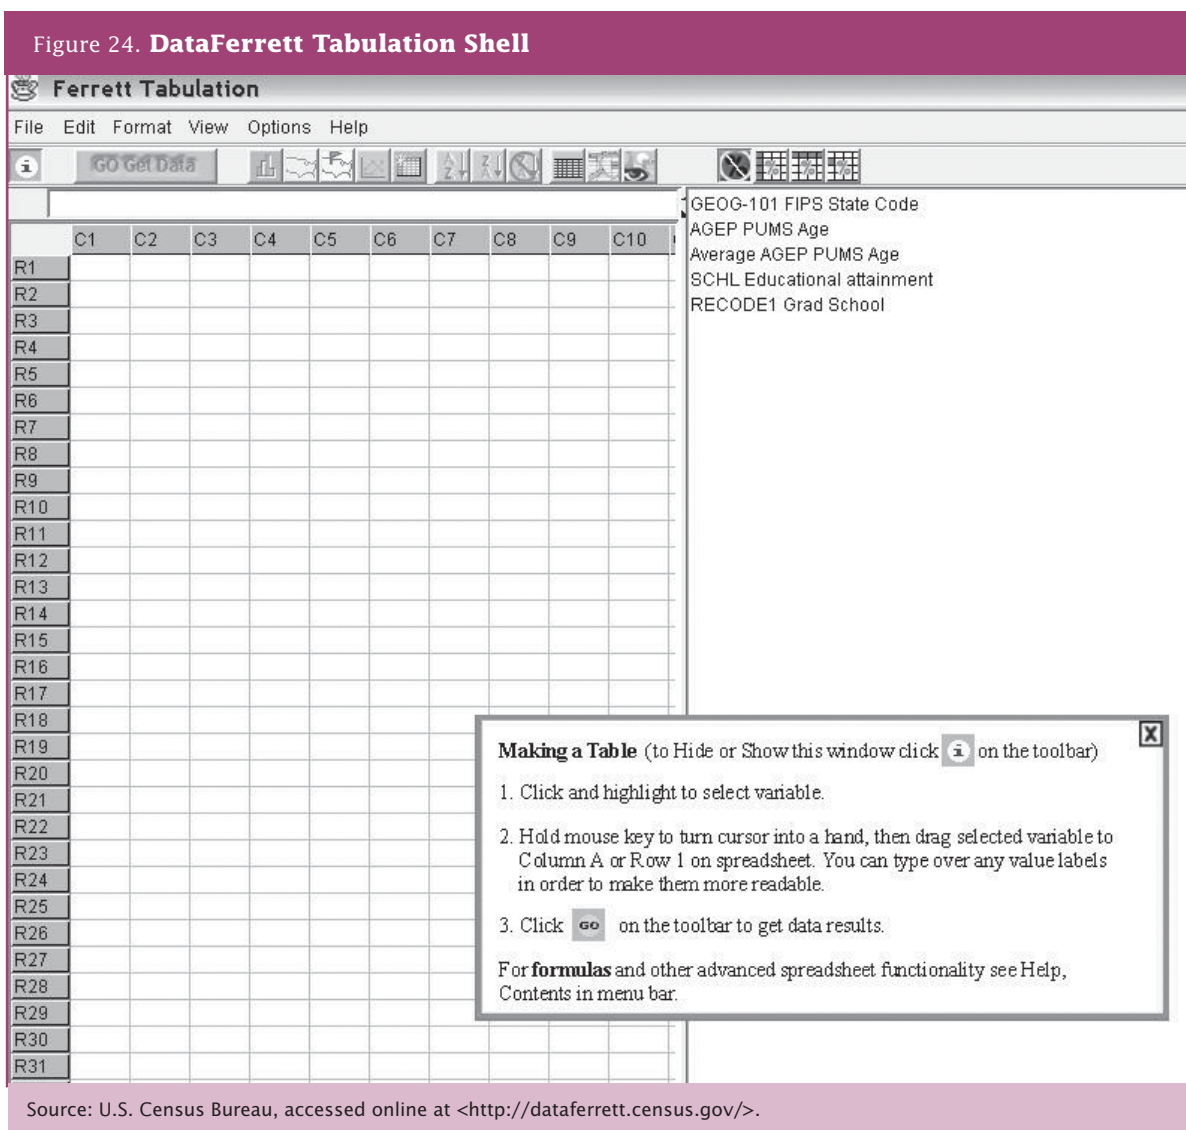 Figure 24. DataFerrett Tabulation Shell
Ferrett Tabulation
File Edit Format View Options Help
i GO Get Data
GEOG-101 FIPS State Code
AGEP PUMS Age
Average AGEP PUMS Age
SCHL Educational attainment
RECODE1 Grad School
C1 C2 C3 C4 C5 C6 C7 C8 C9 C10
R1
R2
R3
R4
R5
R6
R7
R8
R9
R10
R11
R12
R13
R14
R15
R16
R17
R18
R19
R20
R21
R22
R23
R24
R25
R26
R27
R28
R29
R30
R31
X
Making a Table (to Hide or Show this window click i on the toolbar)
1. Click and highlight to select variable.
2. Hold mouse key to turn cursor into a hand, then drag selected variable to
Column A or Row 1 on spreadsheet. You can type over any value labels
in order to make them more readable.
3. Click GO on the toolbar to get data results.
For formulas and other advanced spreadsheet functionality see Help,
Contents in menu bar.
Source: U.S. Census Bureau, accessed online at <http://dataferrett.census.gov/>.